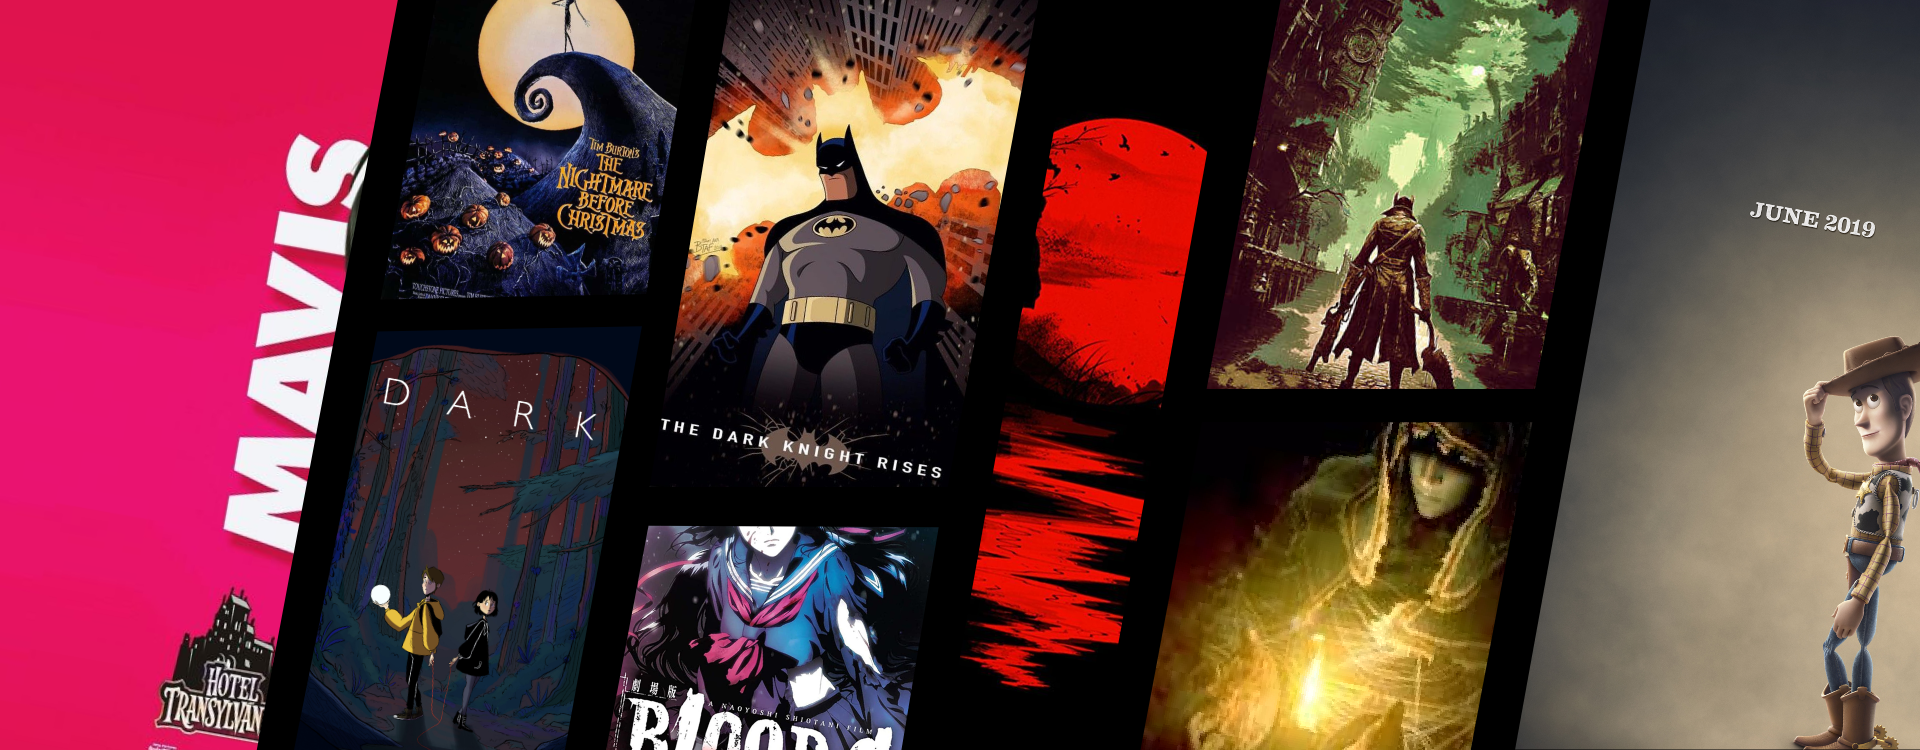 MAVIS
HOTEL
TRANSYLVAN
TIM BURTON'S
THE
NIGHTMARE
BEFORE
CHRISTMAS
DARK
THE DARK KNIGHT RISES
劇場版
A NAOYOSHI SHIOTANI FILM
BLOOD-C
JUNE 2019